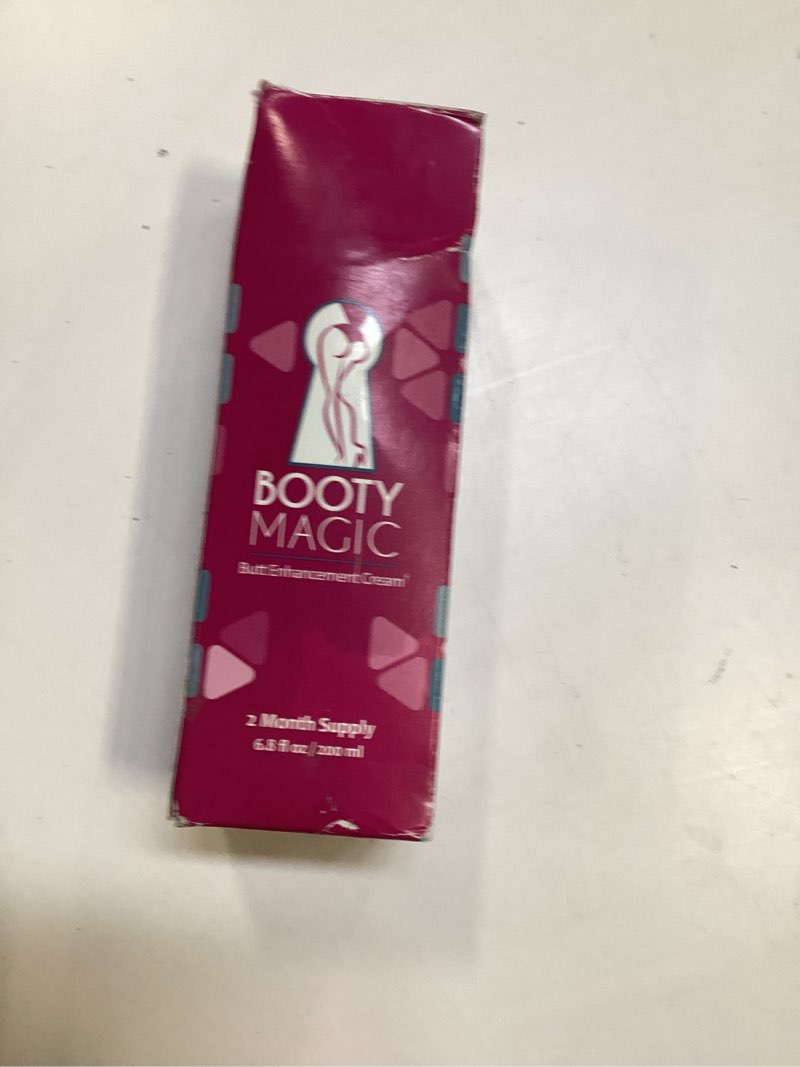 BOOTY
MAGIC
Butt Enhancement Cream
2 Month Supply
6.8 fl oz / 200 ml